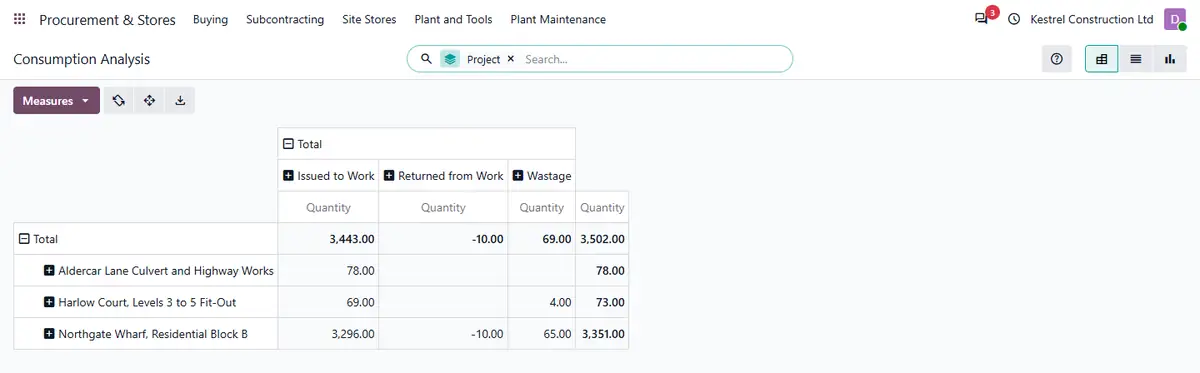 Procurement & Stores Buying Subcontracting Site Stores Plant and Tools Plant Maintenance 3 Kestrel Construction Ltd D
Consumption Analysis Project × Search...
Measures
Total
Issued to Work Returned from Work Wastage
Quantity Quantity Quantity Quantity
Total 3,443.00 -10.00 69.00 3,502.00
Aldercar Lane Culvert and Highway Works 78.00 78.00
Harlow Court, Levels 3 to 5 Fit-Out 69.00 4.00 73.00
Northgate Wharf, Residential Block B 3,296.00 -10.00 65.00 3,351.00